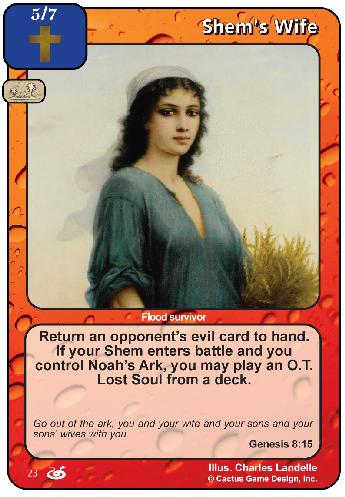 5/7
Shem's Wife
Flood survivor
Return an opponent's evil card to hand.
If your Shem enters battle and you
control Noah's Ark, you may play an O.T.
Lost Soul from a deck.
Go out of the ark, you and your wife and your sons and your
sons' wives with you.
Genesis 8:15
23
Illus. Charles Landelle
© Cactus Game Design, Inc.